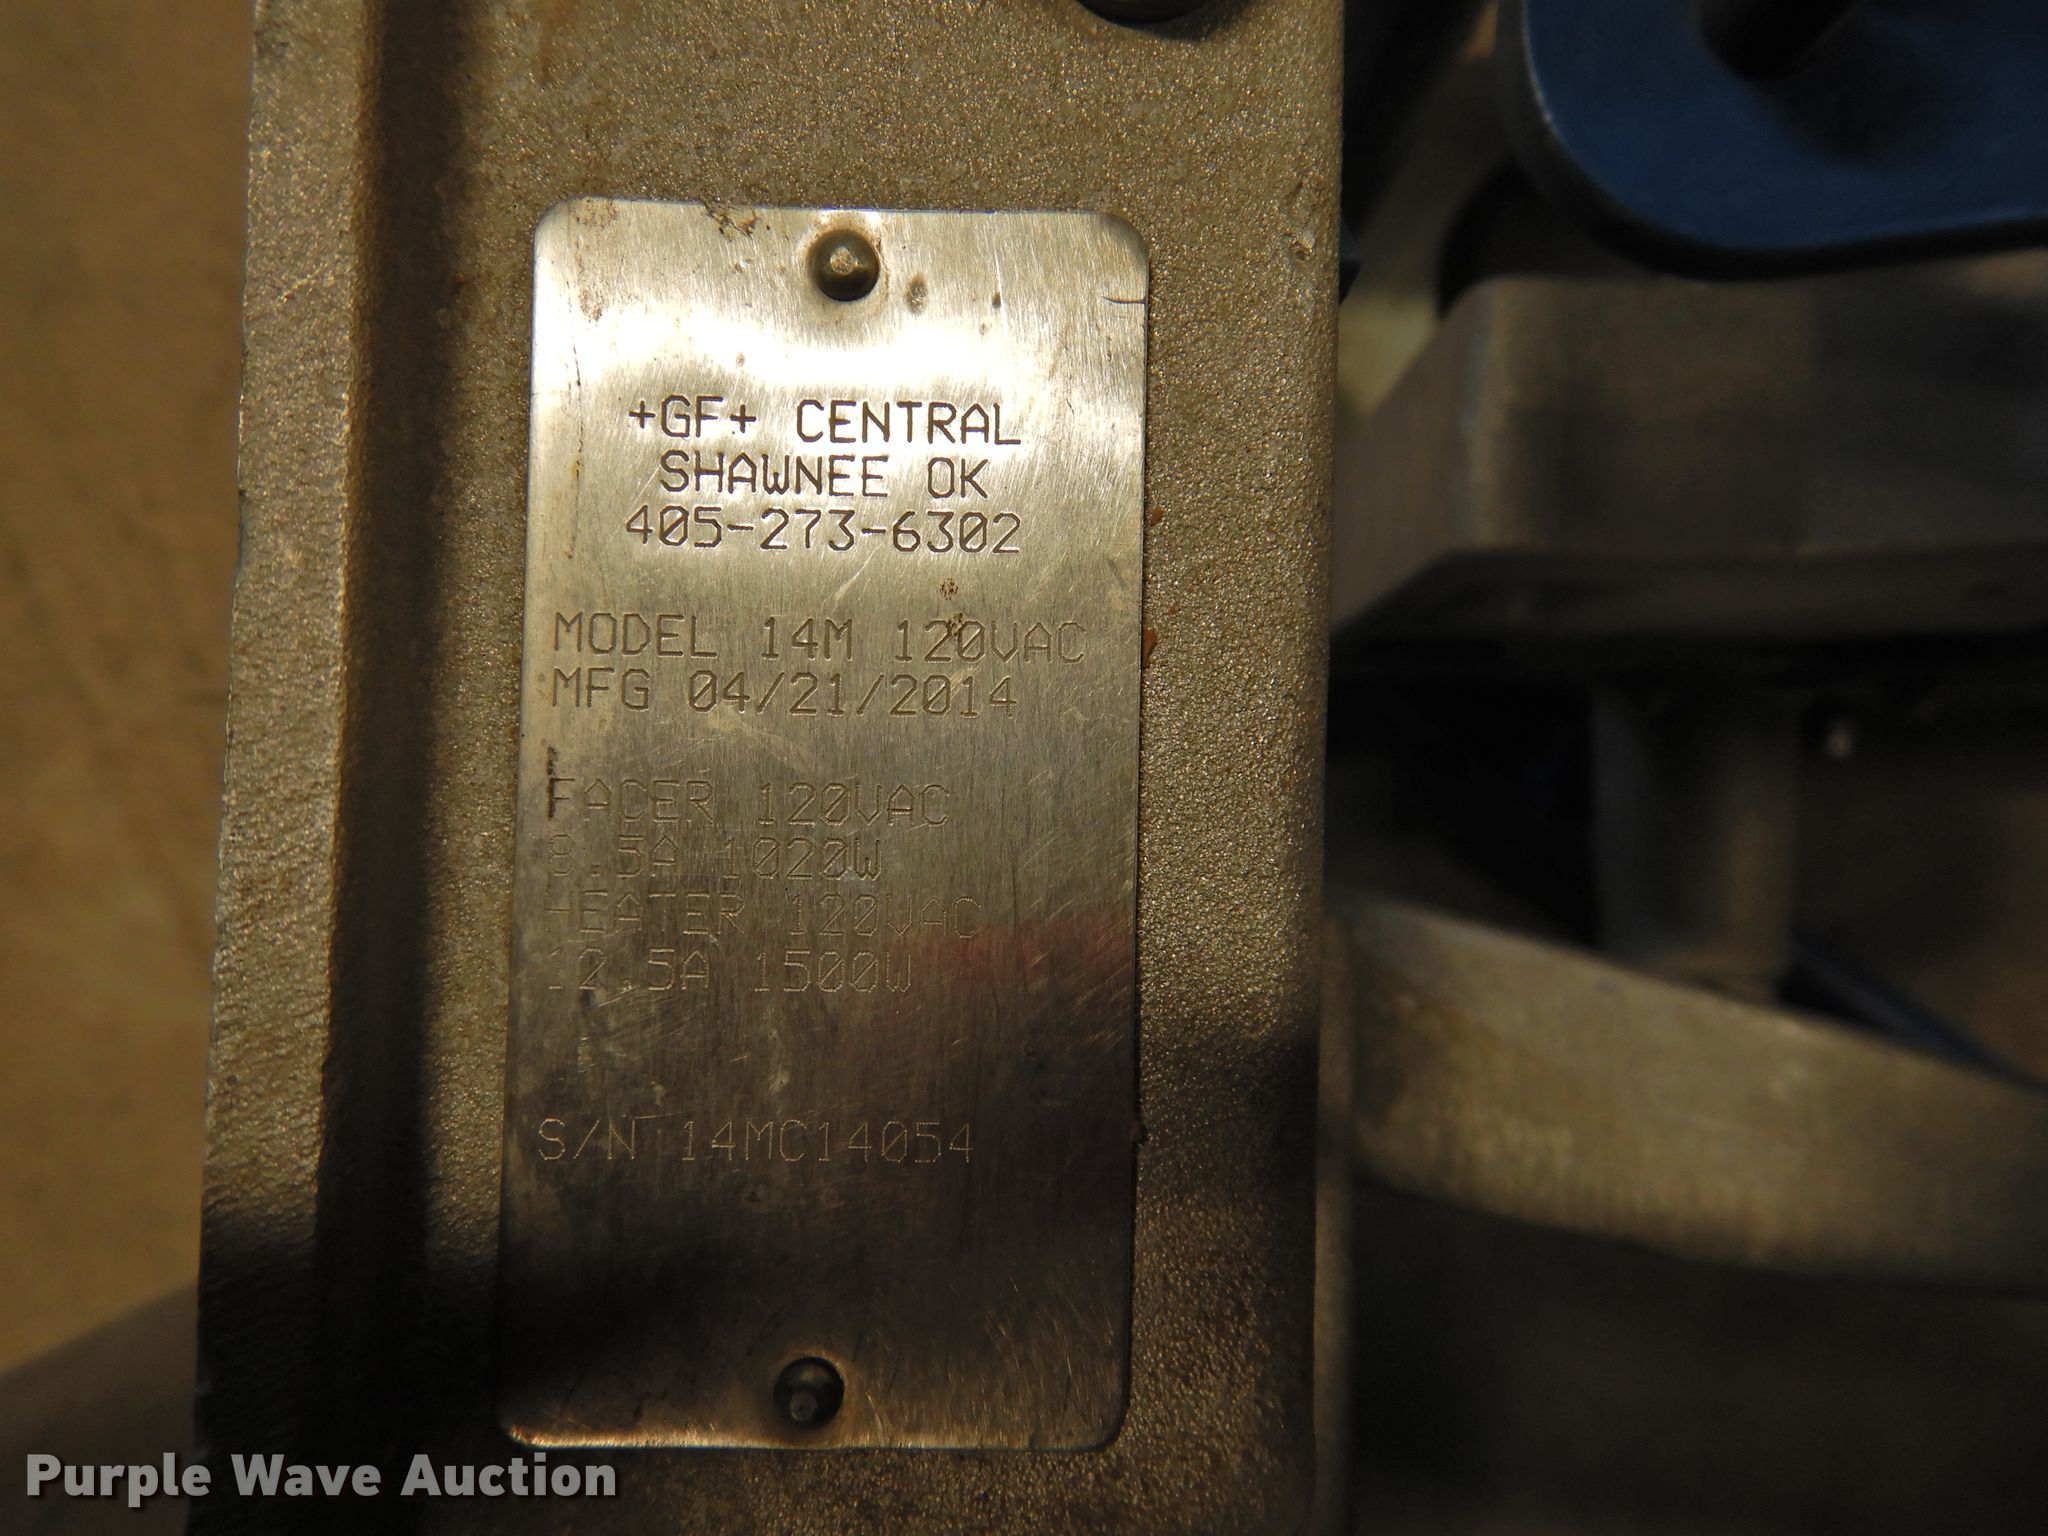 +GF+ CENTRAL
SHAWNEE OK
405-273-6302
MODEL 14M 120VAC
MFG 04/21/2014
FACER 120VAC
8.5A 1020W
HEATER 120VAC
12.5A 1500W
S/N 14MC14054
Purple Wave Auction